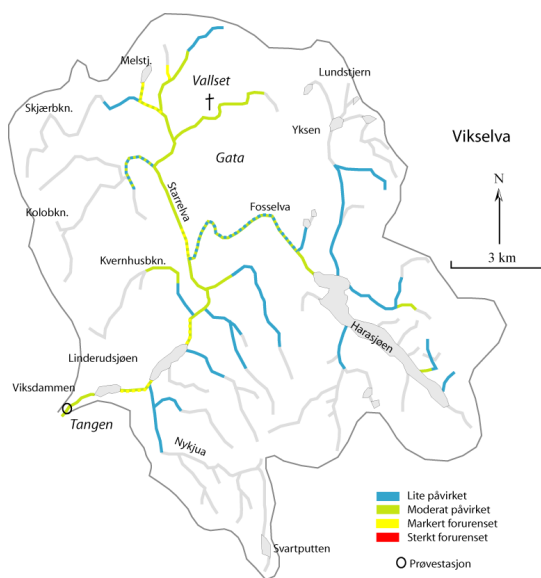 Melstj.
Vallset
Lundstjern
Skjærbkn.
Yksen
Vikselva
Gata
N
Starrelva
Fosselva
Kolobkn.
3 km
Kvernhusbkn.
Harasjøen
Linderudsjøen
Viksdammen
Tangen
Nykjua
Lite påvirket
Moderat påvirket
Markert forurenset
Sterkt forurenset
Svartputten
Prøvestasjon